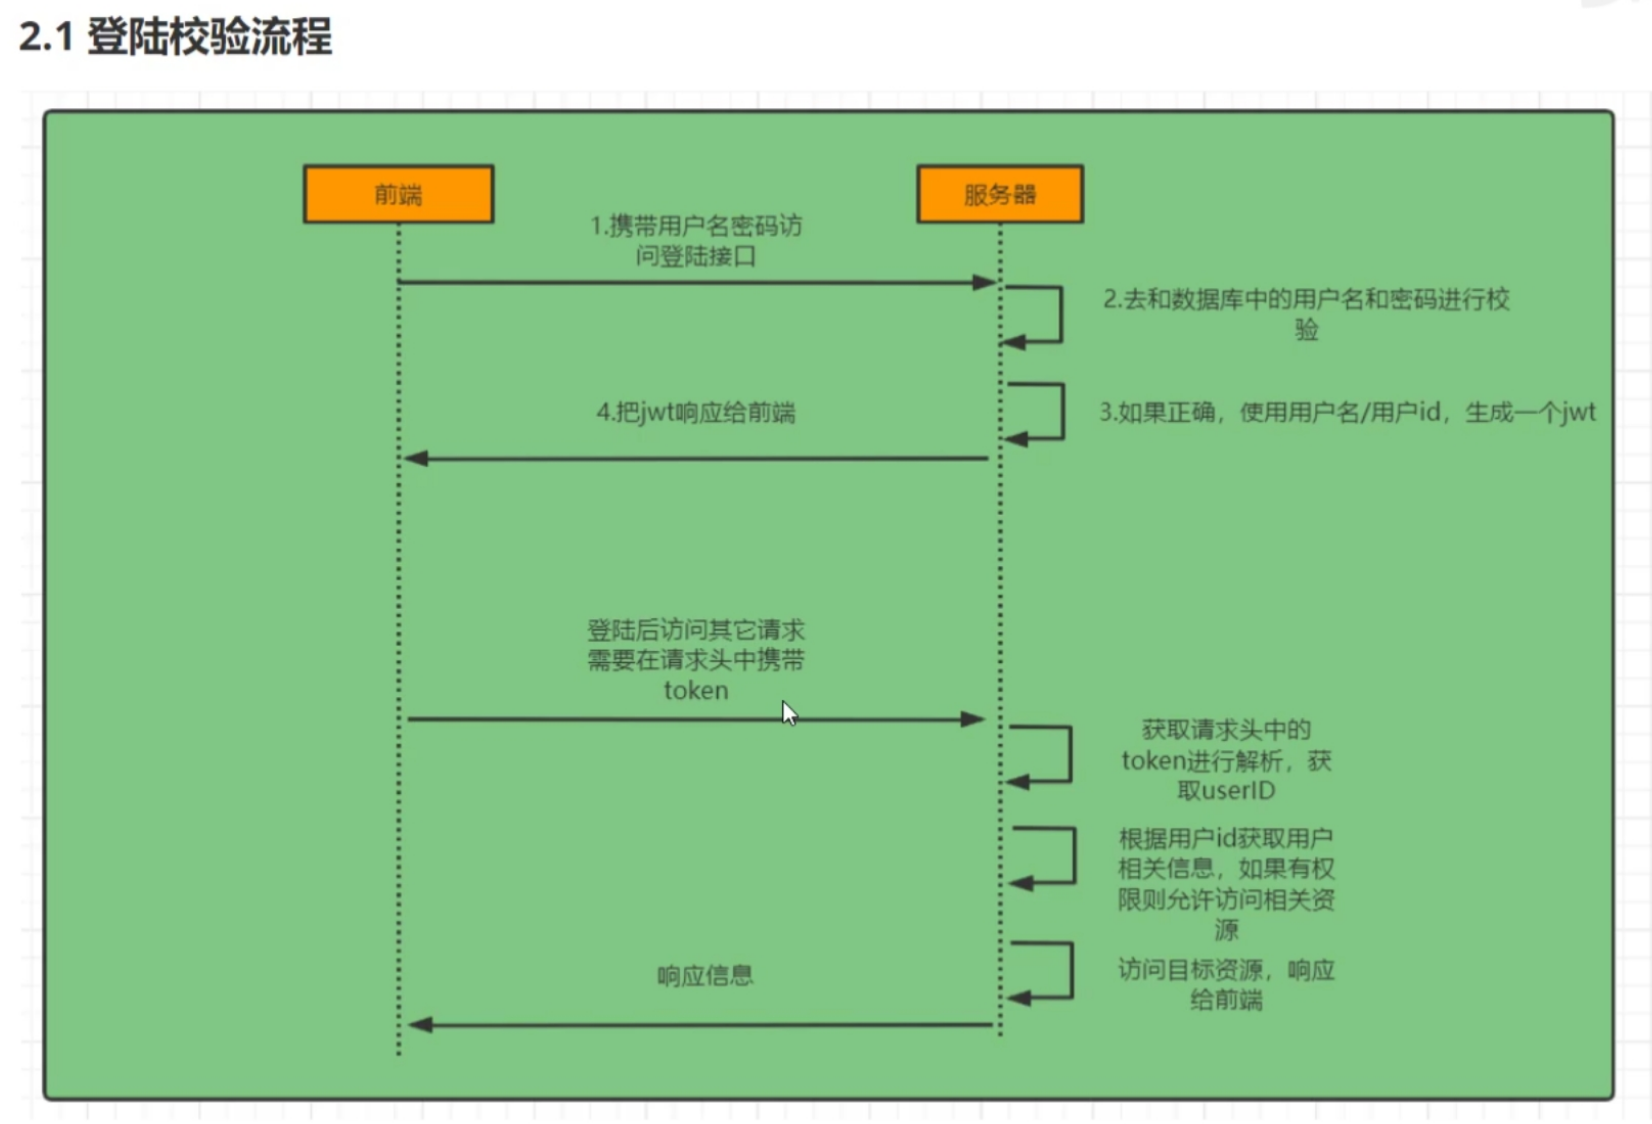 2.1 登陆校验流程
前端
服务器
1.携带用户名密码访
问登陆接口
2.去和数据库中的用户名和密码进行校
验
3.如果正确，使用用户名/用户id，生成一个jwt
4.把jwt响应给前端
登陆后访问其它请求
需要在请求头中携带
token
获取请求头中的
token进行解析，获
取userID
根据用户id获取用户
相关信息，如果有权
限则允许访问相关资
源
访问目标资源，响应
给前端
响应信息